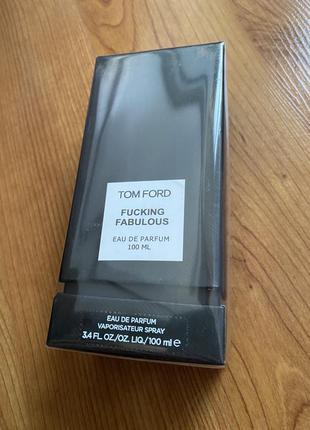 TOM FORD
FUCKING
FABULOUS
EAU DE PARFUM
100 ML
EAU DE PARFUM
VAPORISATEUR SPRAY
3.4 FL.OZ./OZ. LIQ/100 ml e